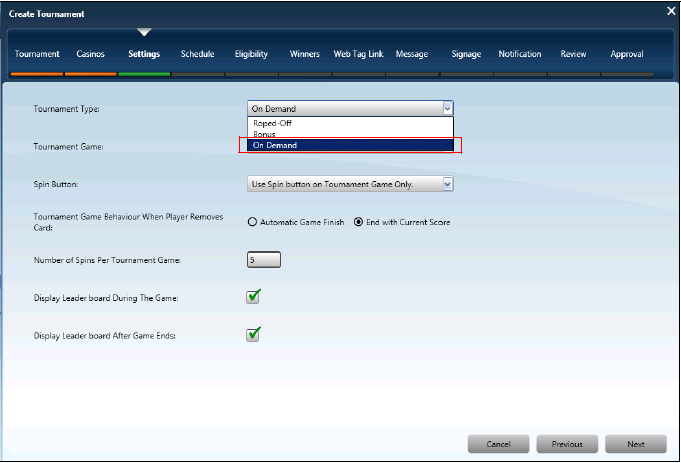 Create Tournament
Tournament Casinos Settings Schedule Eligibility Winners Web Tag Link Message Signage Notification Review Approval
Tournament Type:
On Demand
Roped-Off
Bonus
On Demand
Tournament Game:
Spin Button:
Use Spin button on Tournament Game Only.
Tournament Game Behaviour When Player Removes
Card:
Automatic Game Finish End with Current Score
Number of Spins Per Tournament Game:
5
Display Leader board During The Game:
Display Leader board After Game Ends:
Cancel Previous Next